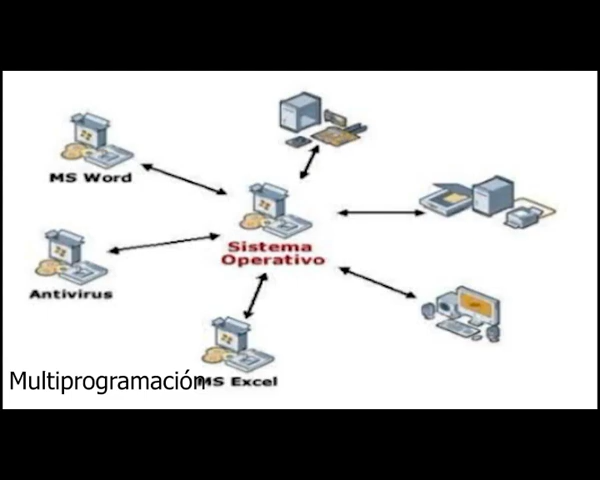 MS Word
Sistema
Operativo
Antivirus
Multiprogramación
MS Excel